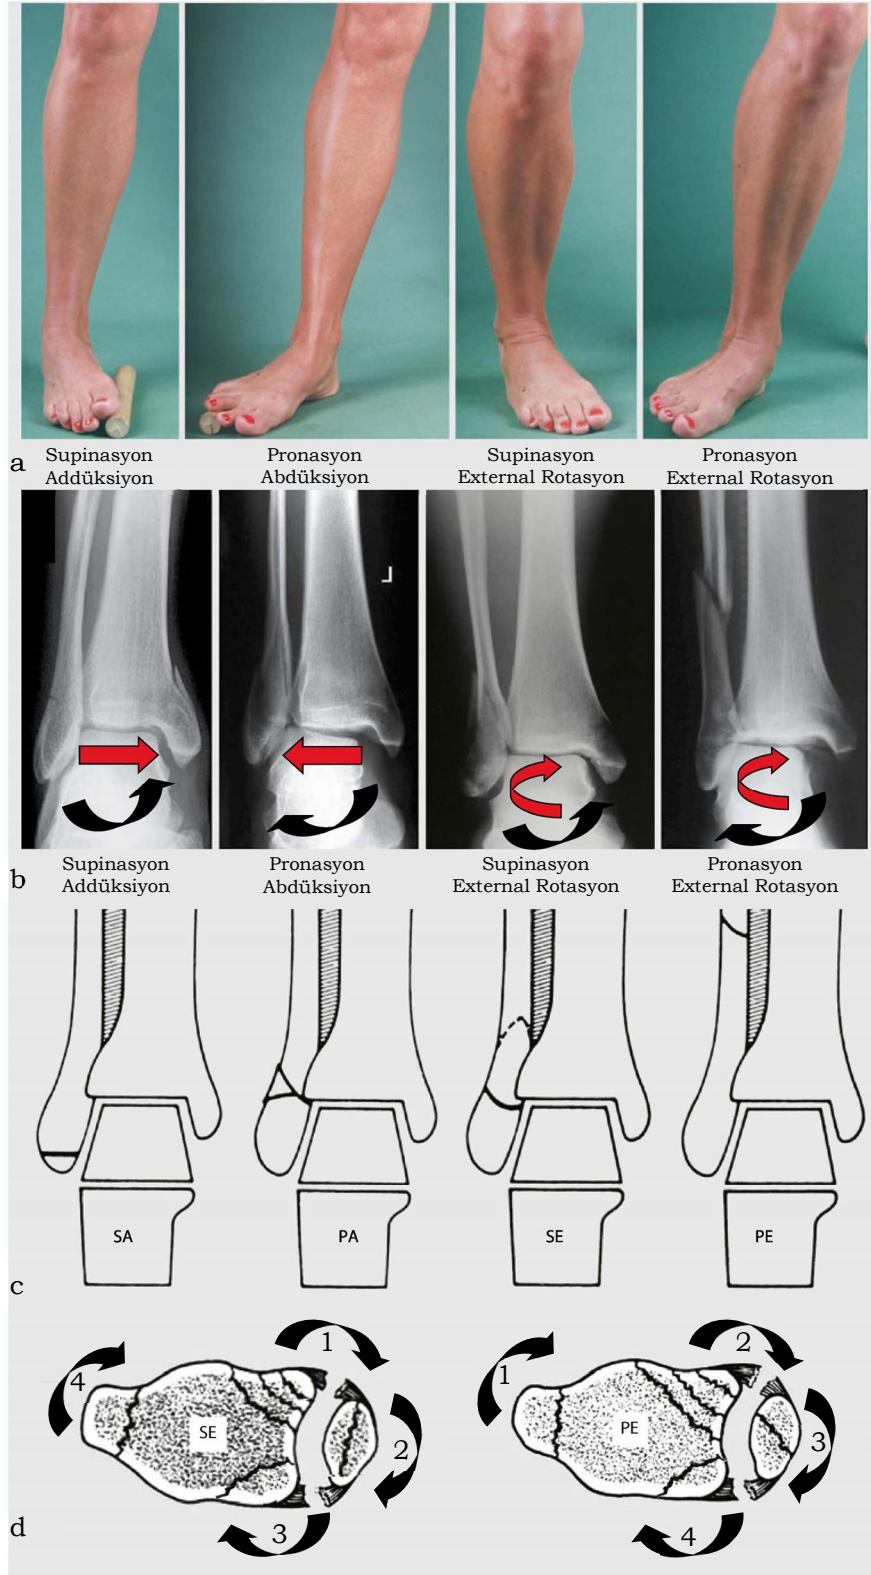 a
Supinasyon
Addüksiyon
Pronasyon
Abdüksiyon
Supinasyon
External Rotasyon
Pronasyon
External Rotasyon
L
b
Supinasyon
Addüksiyon
Pronasyon
Abdüksiyon
Supinasyon
External Rotasyon
Pronasyon
External Rotasyon
SA
PA
SE
PE
c
1
4
SE
2
3
2
1
PE
3
4
d